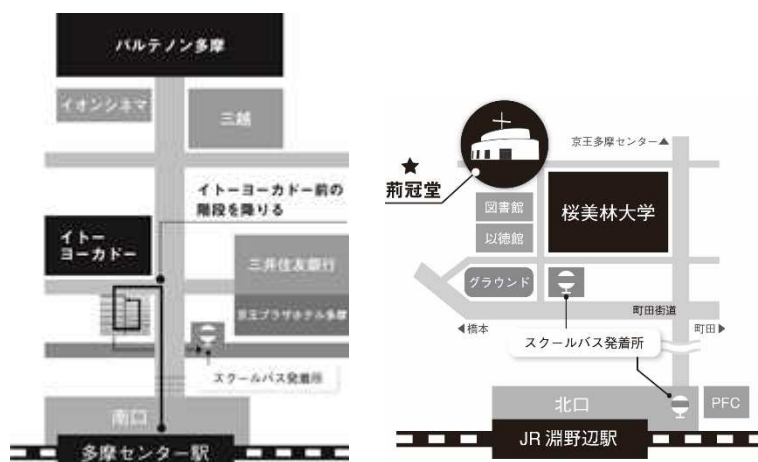 パルテノン多摩
イオンシネマ
三越
イトーヨーカドー前の
階段を降りる
イトー
ヨーカドー
三井住友銀行
京王プラザホテル多摩
スクールバス発着所
南口
多摩センター駅
京王多摩センター▲
★
荊冠堂
図書館
桜美林大学
以徳館
グラウンド
町田街道
◀橋本
町田▶
スクールバス発着所
北口
PFC
JR 淵野辺駅